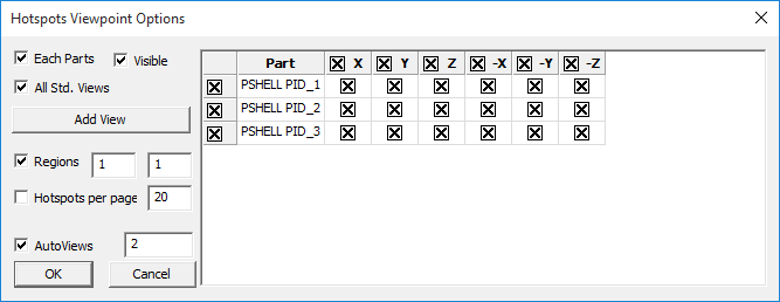 Hotspots Viewpoint Options
Each Parts Visible
All Std. Views
Add View
Regions 1 1
Hotspots per page 20
AutoViews 2
OK Cancel
Part X Y Z -X -Y -Z
PSHELL PID_1
PSHELL PID_2
PSHELL PID_3